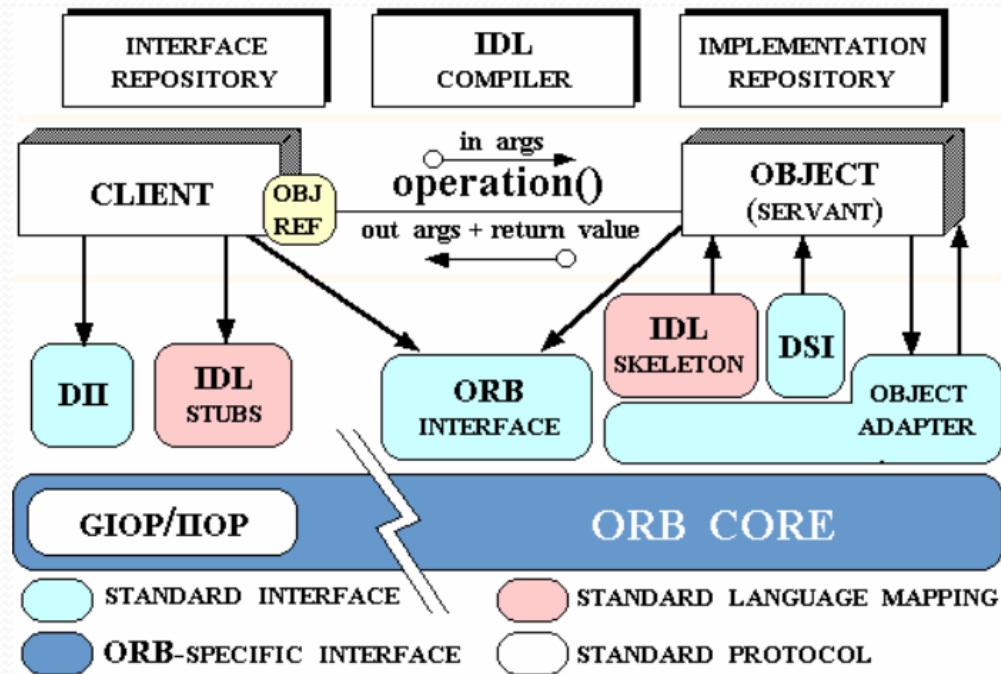 INTERFACE
REPOSITORY
IDL
COMPILER
IMPLEMENTATION
REPOSITORY
CLIENT
OBJ
REF
in args
operation()
out args + return value
OBJECT
(SERVANT)
DII
IDL
STUBS
ORB
INTERFACE
IDL
SKELETON
DSI
OBJECT
ADAPTER
GIOP/IIOP
ORB CORE
STANDARD INTERFACE
STANDARD LANGUAGE MAPPING
ORB-SPECIFIC INTERFACE
STANDARD PROTOCOL